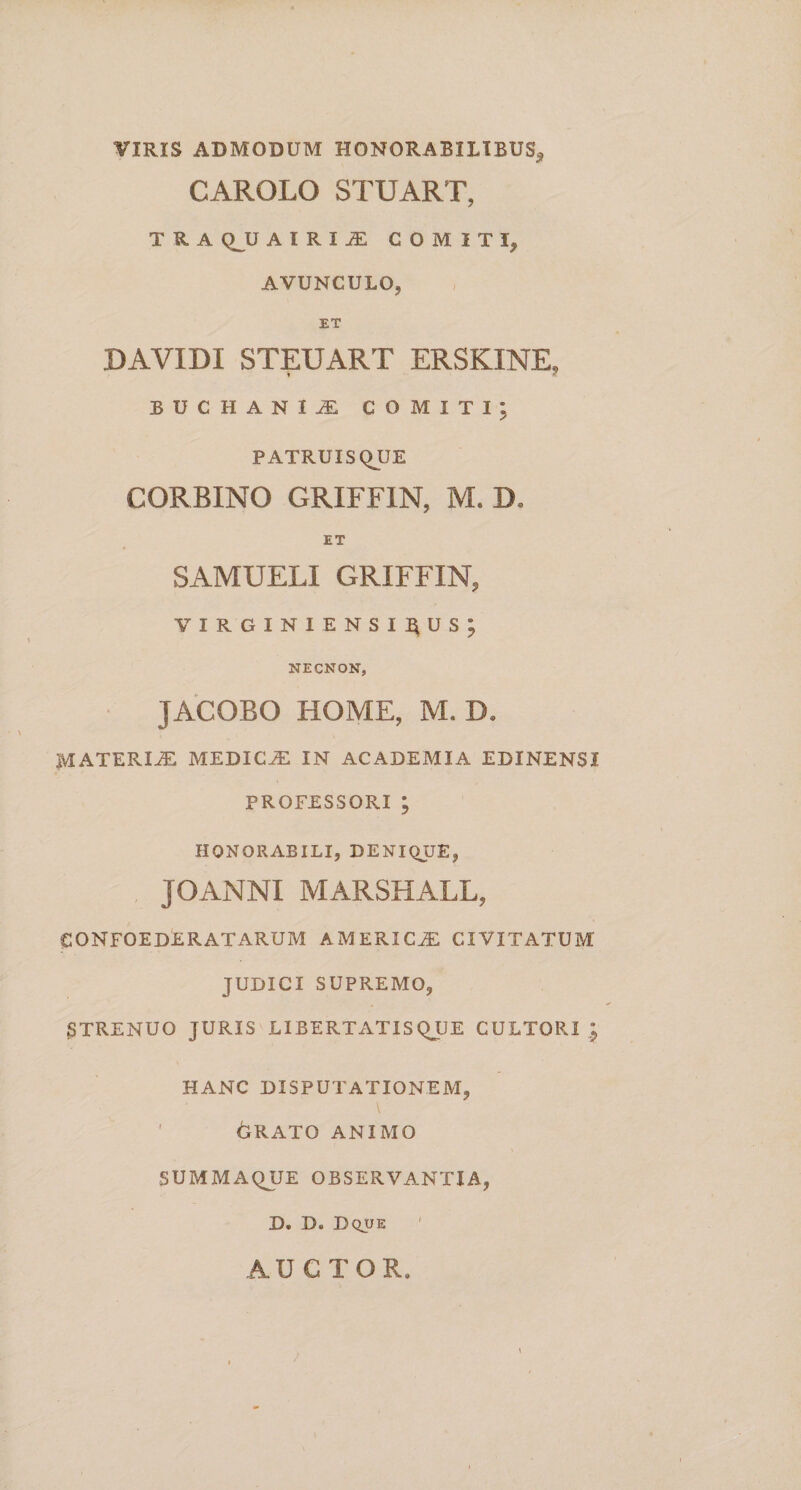 VIRIS ADMODUM HONORABILIBUS,
CAROLO STUART,
TRAQUAIRIÆ COMITI,
AVUNCULO,
ET
DAVIDI STEUART ERSKINE,
BUCHANIÆ COMITI;
PATRUISQUE
CORBINO GRIFFIN, M. D.
ET
SAMUELI GRIFFIN,
VIRGINIENSIBUS;
NECNON,
JACOBO HOME, M. D.
MATERIÆ MEDICÆ IN ACADEMIA EDINENSI
PROFESSORI ;
HONORABILI, DENIQUE,
JOANNI MARSHALL,
CONFOEDERATARUM AMERICÆ CIVITATUM
JUDICI SUPREMO,
STRENUO JURIS LIBERTATISQUE CULTORI ;
HANC DISPUTATIONEM,
GRATO ANIMO
SUMMAQUE OBSERVANTIA,
D. D. DQUE
AUCTOR.